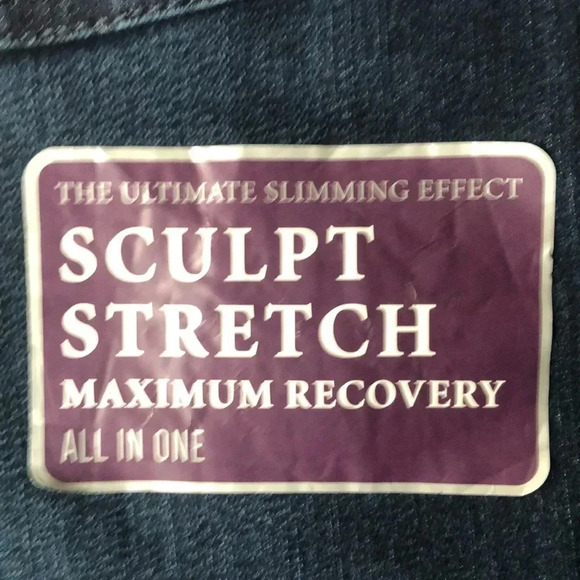 THE ULTIMATE SLIMMING EFFECT
SCULPT
STRETCH
MAXIMUM RECOVERY
ALL IN ONE